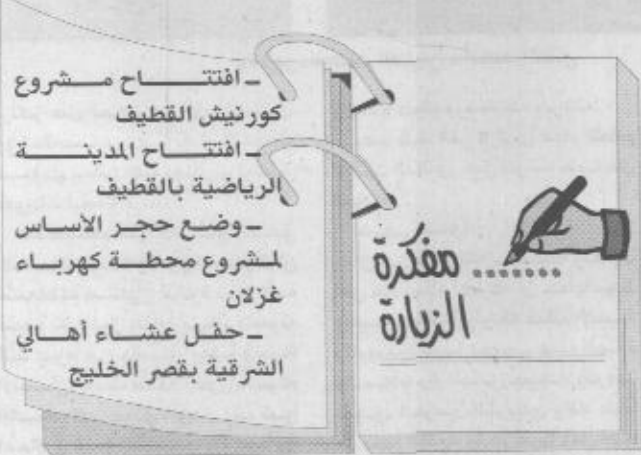 مفكرة
الزيارة
ـ افتتاح مشروع
كورنيش القطيف
ـ افتتاح المدينة
الرياضية بالقطيف
ـ وضع حجر الأساس
لمشروع محطة كهرباء
غزلان
ـ حفل عشاء أهالي
الشرقية بقصر الخليج